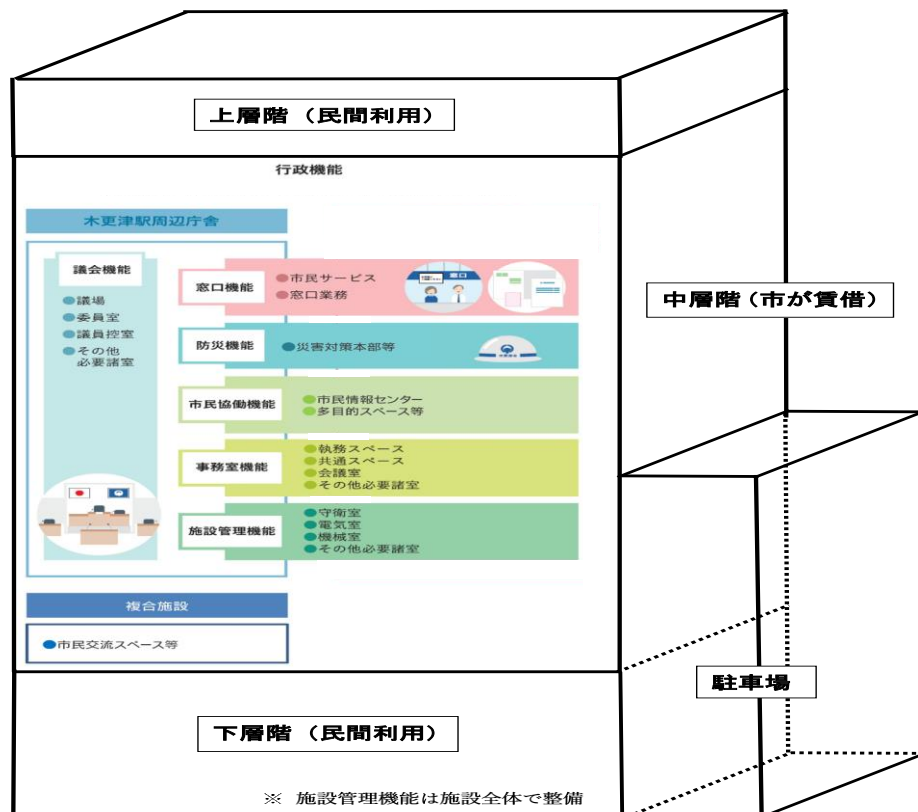 上層階（民間利用）
行政機能
木更津駅周辺庁舎
議会機能
●議場
●委員室
●議員控室
●その他
必要諸室
窓口機能
●市民サービス
●窓口業務
窓口
防災機能
●災害対策本部等
市民協働機能
●市民情報センター
●多目的スペース等
事務室機能
●執務スペース
●共通スペース
●会議室
●その他必要諸室
施設管理機能
●守衛室
●電気室
●機械室
●その他必要諸室
複合施設
●市民交流スペース等
中層階（市が賃借）
駐車場
下層階（民間利用）
※ 施設管理機能は施設全体で整備